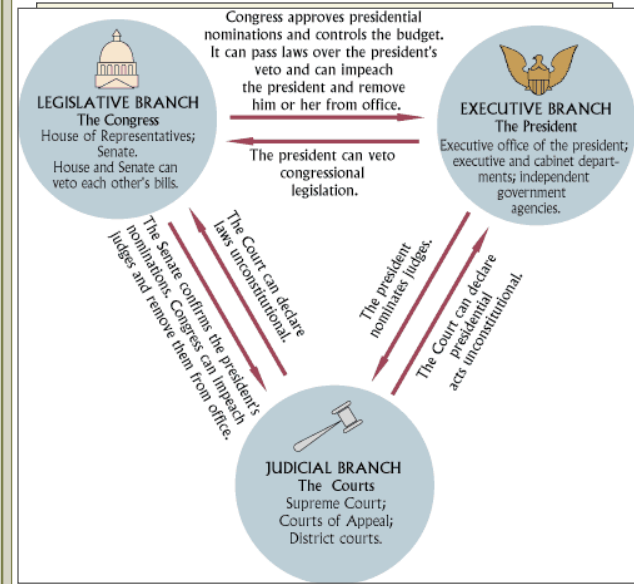 Congress approves presidential
nominations and controls the budget.
It can pass laws over the president's
veto and can impeach
the president and remove
him or her from office.
LEGISLATIVE BRANCH
The Congress
House of Representatives;
Senate.
House and Senate can
veto each other's bills.
EXECUTIVE BRANCH
The President
Executive office of the president;
executive and cabinet depart-
ments; independent
government
agencies.
The president can veto
congressional
legislation.
The Senate confirms the president's
nominations. Congress can impeach
judges and remove them from office.
The Court can declare
laws unconstitutional.
The president
nominates judges.
The Court can declare
presidential
acts unconstitutional.
JUDICIAL BRANCH
The Courts
Supreme Court;
Courts of Appeal;
District courts.